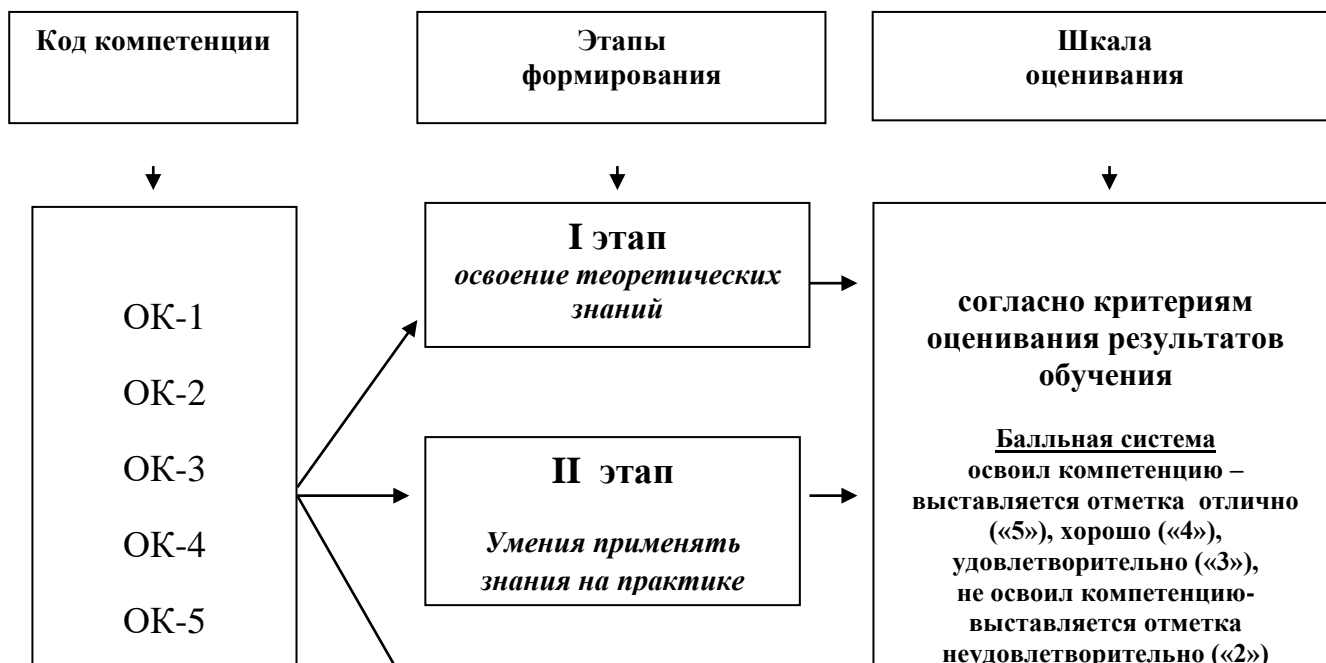 Код компетенции
Этапы
формирования
Шкала
оценивания
ОК-1
ОК-2
ОК-3
ОК-4
ОК-5
I этап
освоение теоретических
знаний
II этап
Умения применять
знания на практике
согласно критериям
оценивания результатов
обучения
Балльная система
освоил компетенцию –
выставляется отметка отлично
(«5»), хорошо («4»),
удовлетворительно («3»),
не освоил компетенцию-
выставляется отметка
неудовлетворительно («2»)